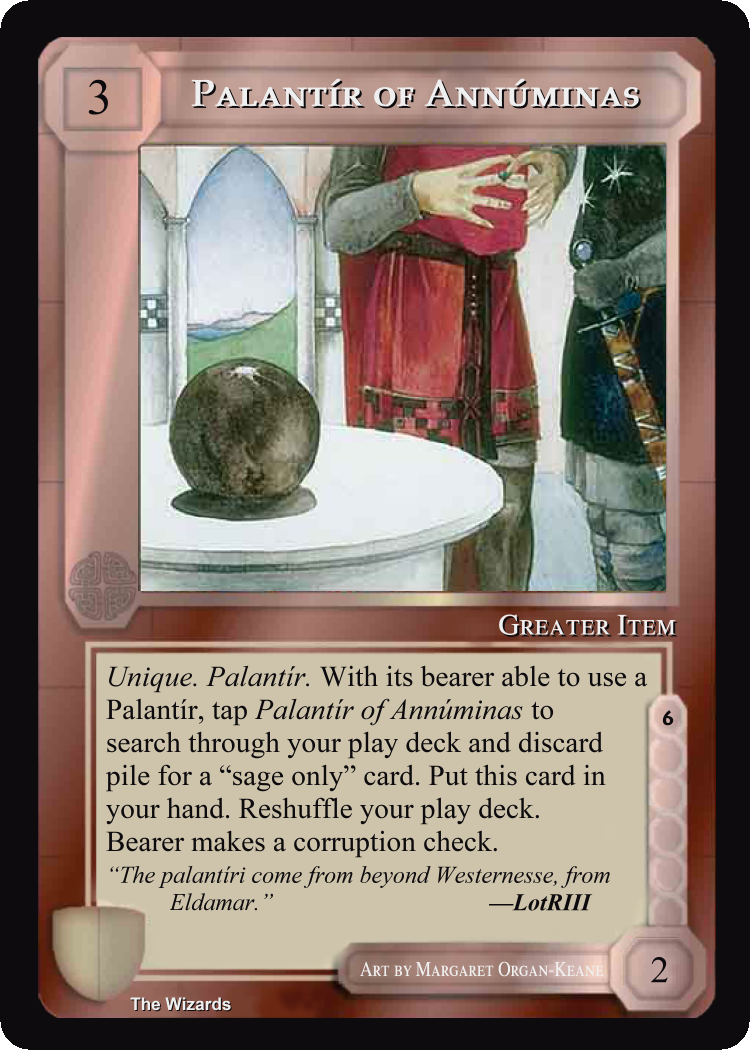 3
Palantír of Annúminas
Greater Item
Unique. Palantír. With its bearer able to use a
Palantír, tap Palantír of Annúminas to
search through your play deck and discard
pile for a “sage only” card. Put this card in
your hand. Reshuffle your play deck.
Bearer makes a corruption check.
“The palantíri come from beyond Westernesse, from
Eldamar.” —LotRIII
6
Art by Margaret Organ-Keane
2
The Wizards